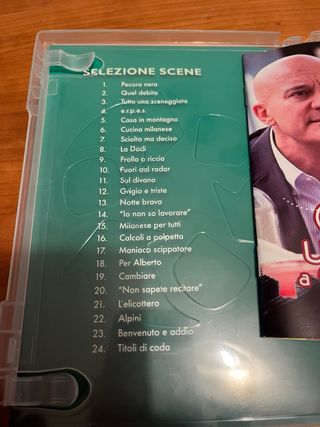 SELEZIONE SCENE
1. Pecora nera
2. Quel debito
3. Tutto una sceneggiata
4. e.r.p.e.s.
5. Casa in montagna
6. Cucina milanese
7. Sciolto ma deciso
8. La Dodi
9. Frolla o riccia
10. Fuori dal radar
11. Sul divano
12. Grigio e triste
13. Notte brava
14. "Io non so lavorare"
15. Milanese per tutti
16. Calcoli a polpetto
17. Maniaco scippatore
18. Per Alberto
19. Cambiare
20. "Non sapete recitare"
21. L'elicottero
22. Alpini
23. Benvenuto e addio
24. Titoli di coda